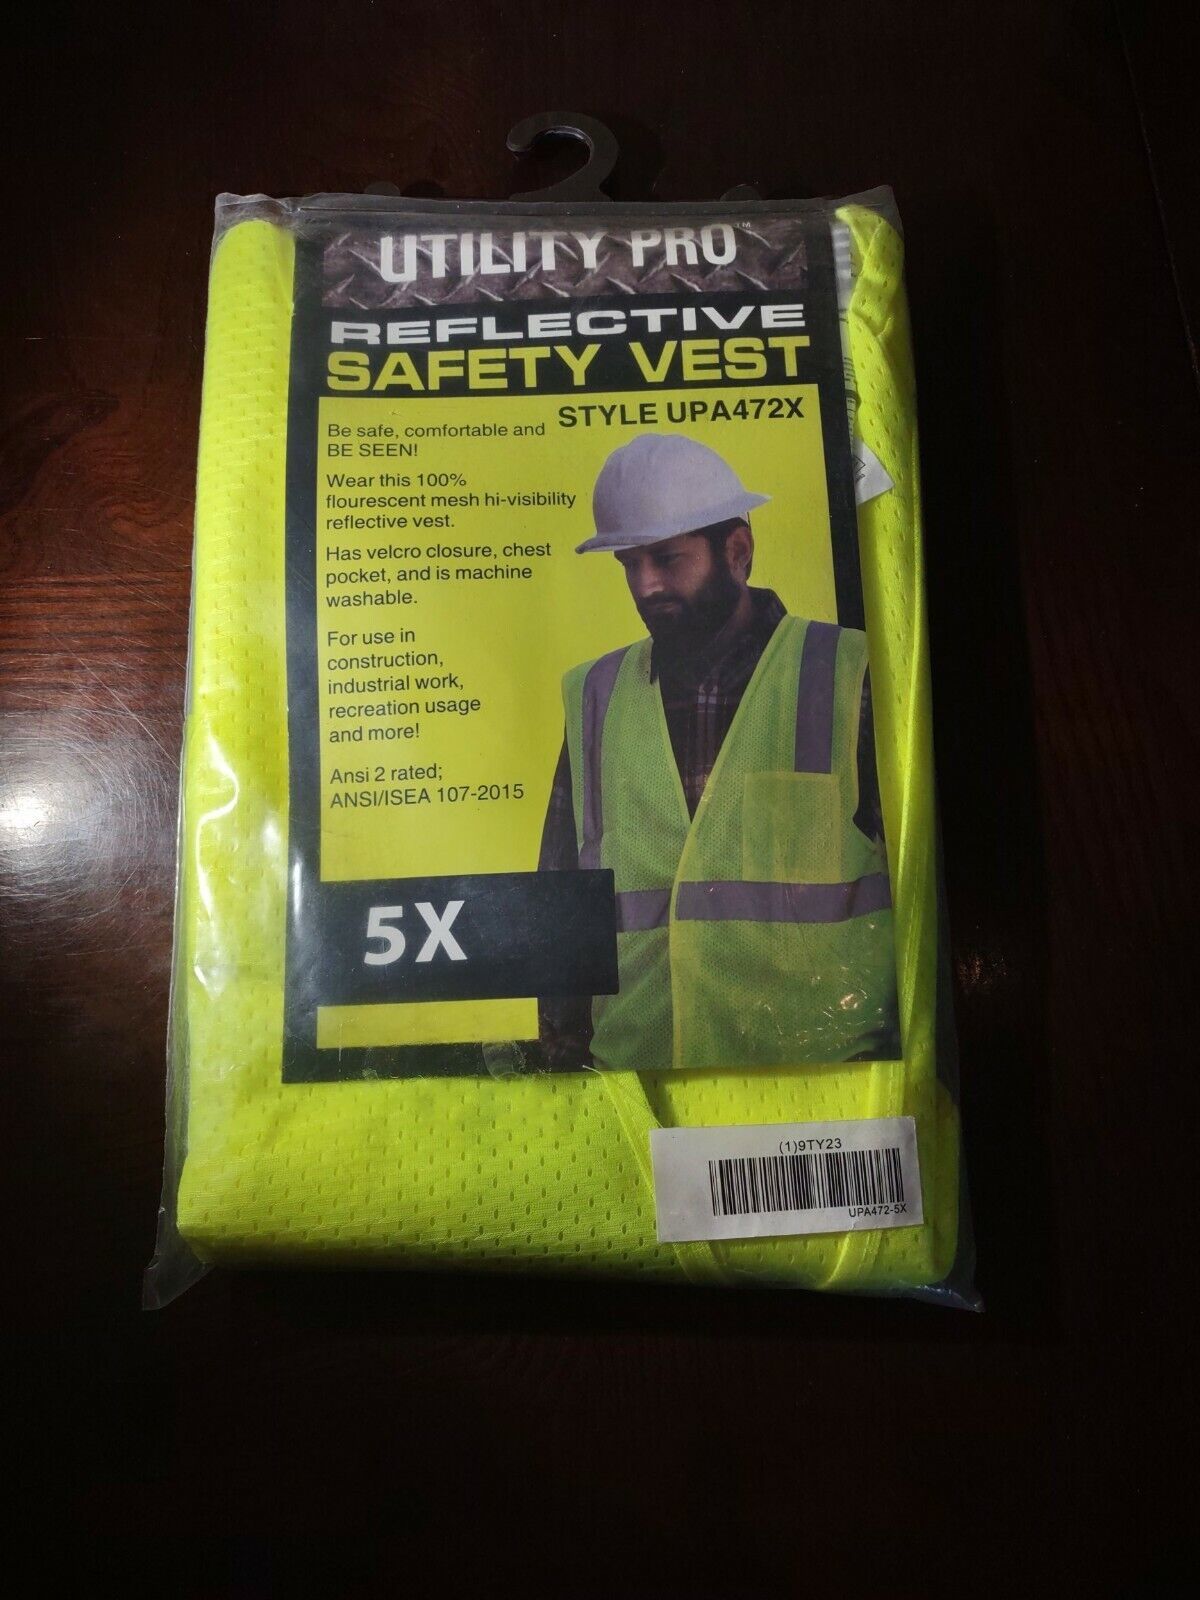 UTILITY PRO™
REFLECTIVE
SAFETY VEST
STYLE UPA472X
Be safe, comfortable and
BE SEEN!
Wear this 100%
flourescent mesh hi-visibility
reflective vest.
Has velcro closure, chest
pocket, and is machine
washable.
For use in
construction,
industrial work,
recreation usage
and more!
Ansi 2 rated;
ANSI/ISEA 107-2015
5X
(1)9TY23
UPA472-5X